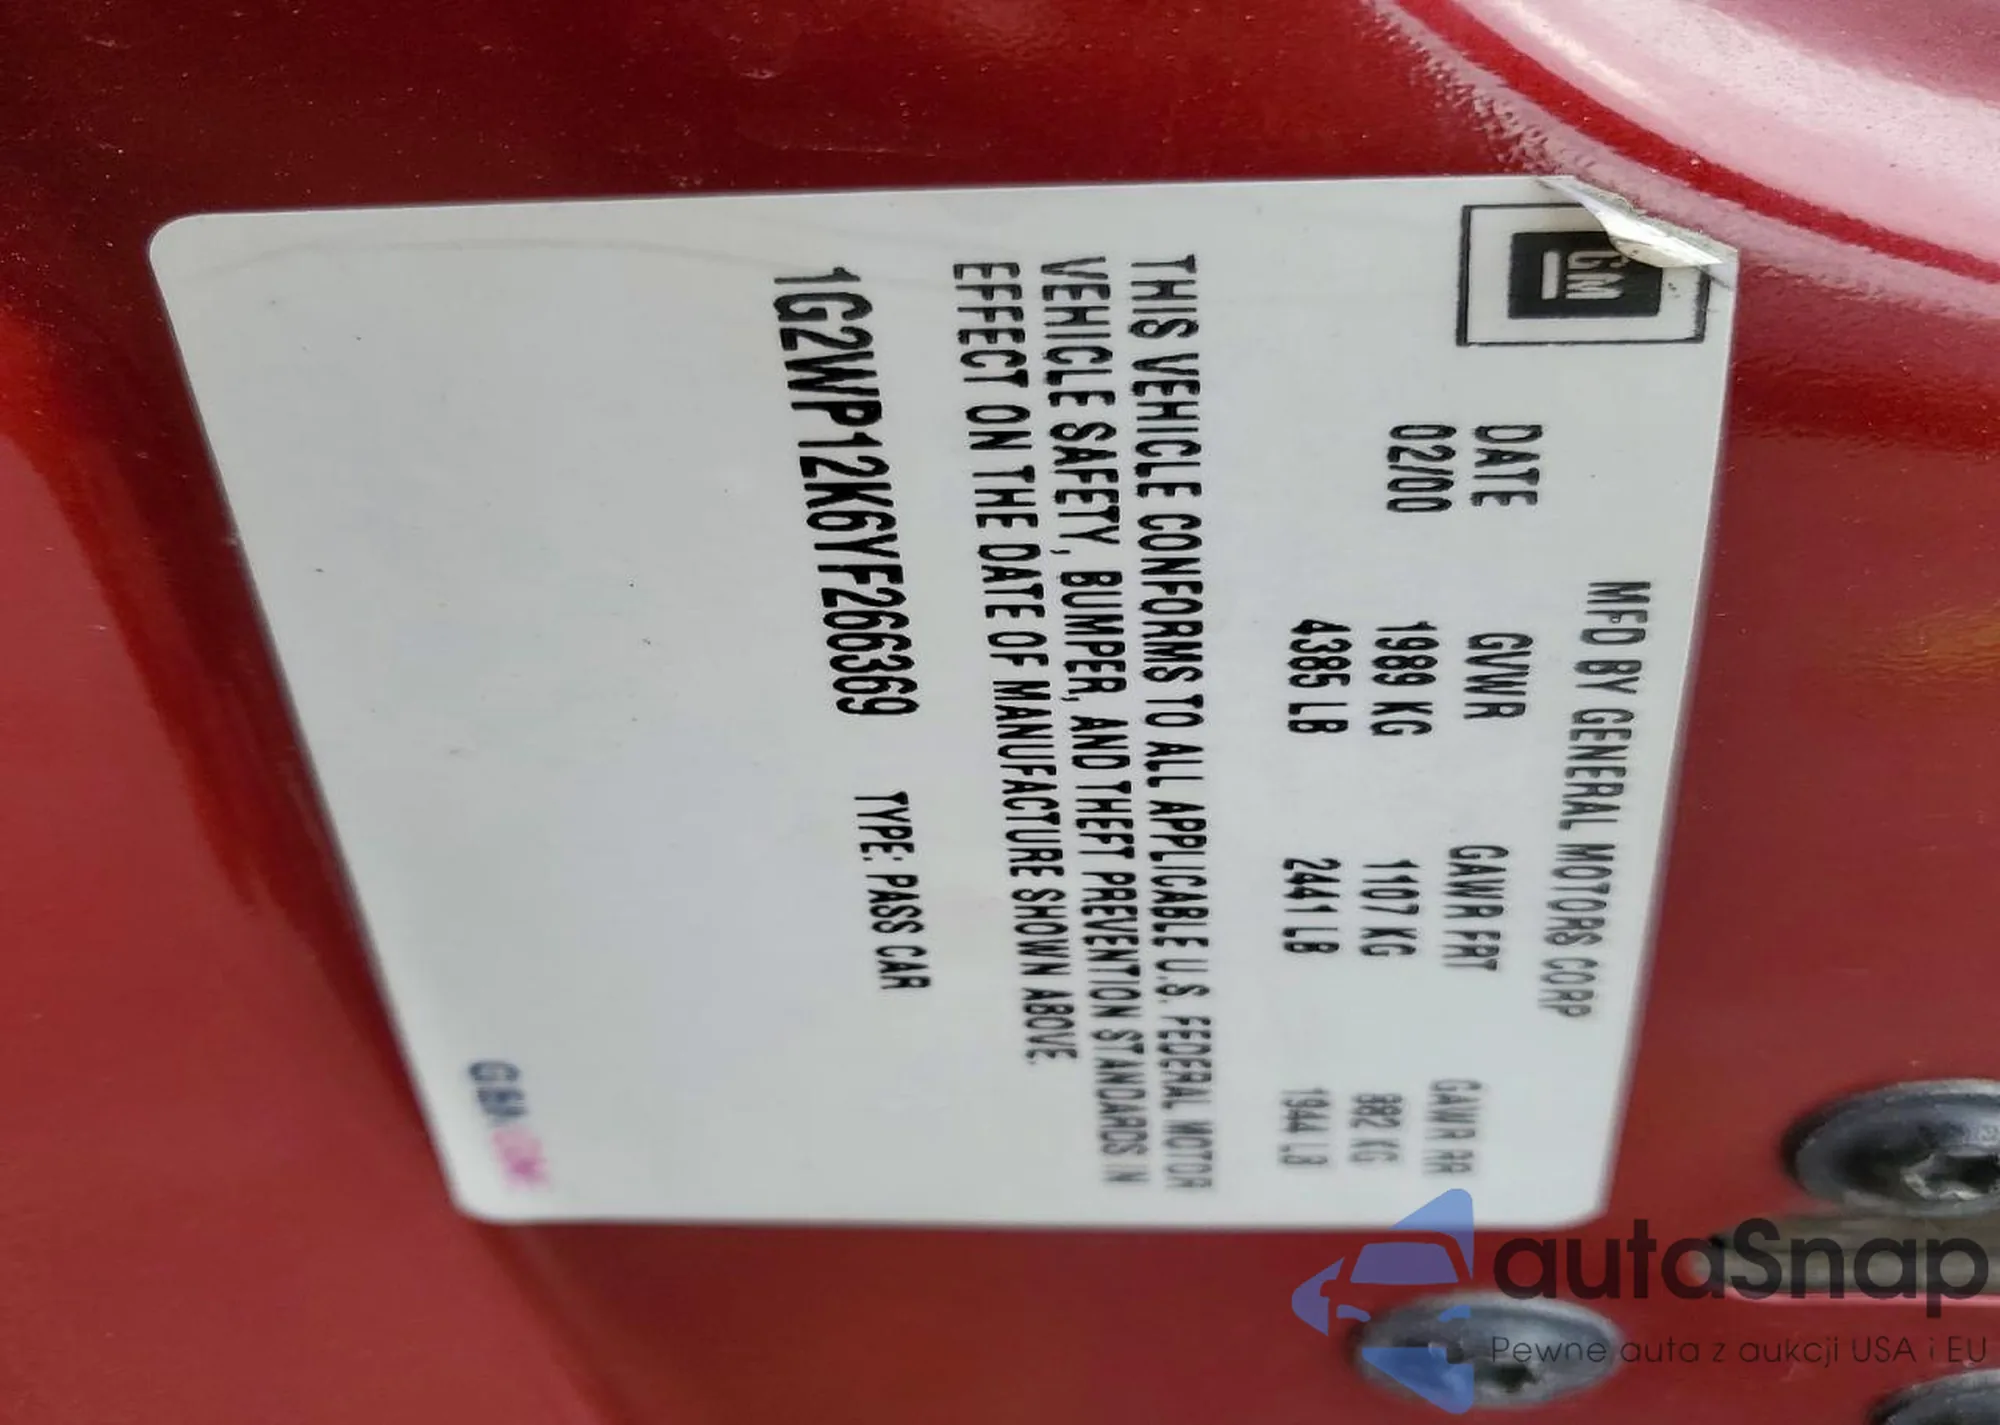 GM
MFD BY GENERAL MOTORS CORP
DATE GVWR GAWR FRT GAWR RR
02/00 1989 KG 1107 KG 882 KG
4385 LB 2441 LB 1944 LB
THIS VEHICLE CONFORMS TO ALL APPLICABLE U.S. FEDERAL MOTOR
VEHICLE SAFETY, BUMPER, AND THEFT PREVENTION STANDARDS IN
EFFECT ON THE DATE OF MANUFACTURE SHOWN ABOVE.
1G2WP12K6YF266369 TYPE: PASS CAR
autaSnap
Pewne auta z aukcji USA i EU